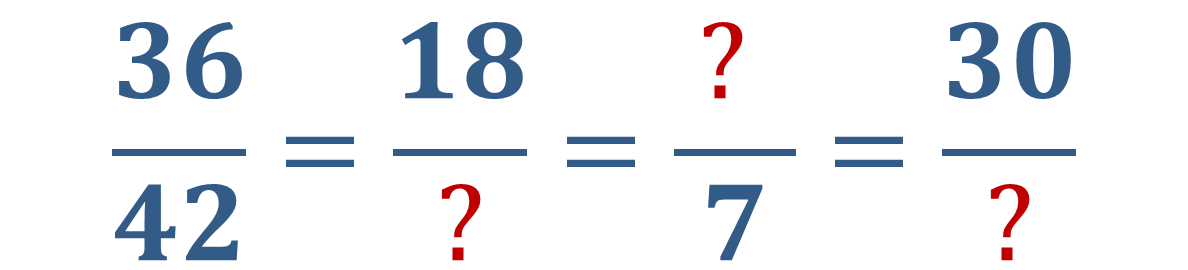 36/42 = 18/? = ?/7 = 30/?